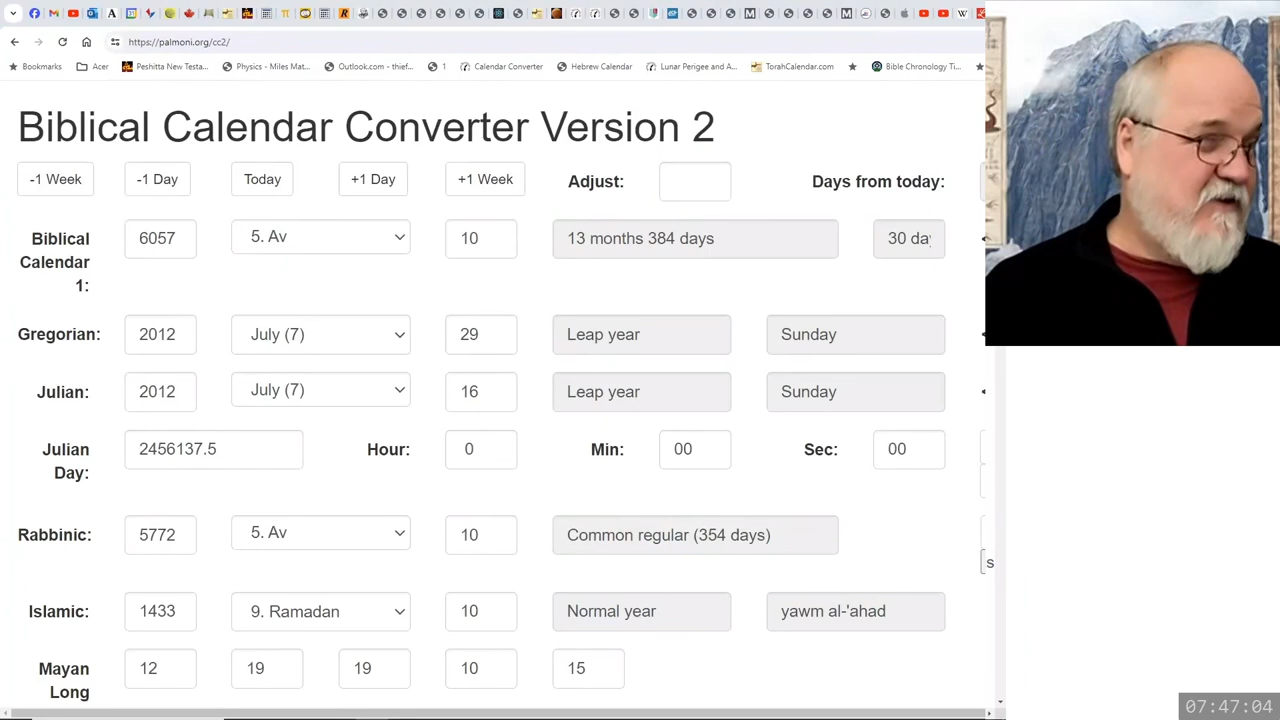 https://palmoni.org/cc2/
Bookmarks Acer Peshitta New Testa... Physics - Miles M... Outlook.com - thief... 1 Calendar Converter Hebrew Calendar Lunar Perigee and A... TorahCalendar.com Bible Chronology Ti...
Biblical Calendar Converter Version 2
-1 Week -1 Day Today +1 Day +1 Week Adjust: Days from today:
Biblical Calendar 1: 6057 5. Av 10 13 months 384 days 30 da
Gregorian: 2012 July (7) 29 Leap year Sunday
Julian: 2012 July (7) 16 Leap year Sunday
Julian Day: 2456137.5 Hour: 0 Min: 00 Sec: 00
Rabbinic: 5772 5. Av 10 Common regular (354 days)
s
Islamic: 1433 9. Ramadan 10 Normal year yawm al-'ahad
Mayan Long 12 19 19 10 15
07:47:04